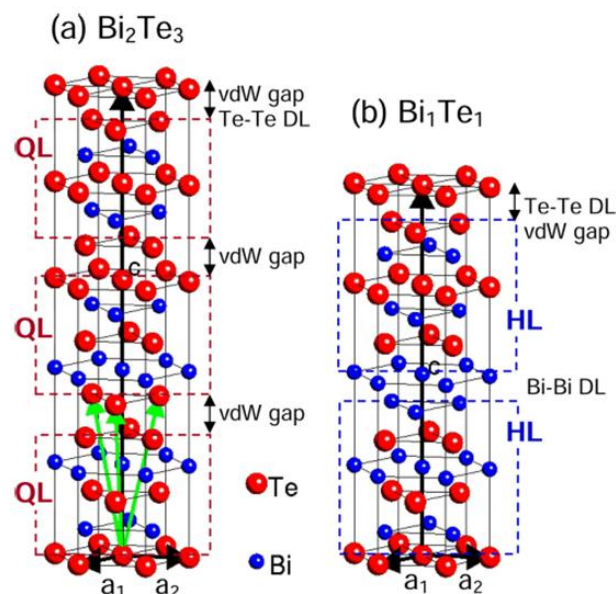 (a) Bi₂Te₃
vdW gap
Te-Te DL
QL
vdW gap
c
QL
vdW gap
QL
Te
Bi
a₁ a₂
(b) Bi₁Te₁
Te-Te DL
vdW gap
HL
c
Bi-Bi DL
HL
a₁ a₂